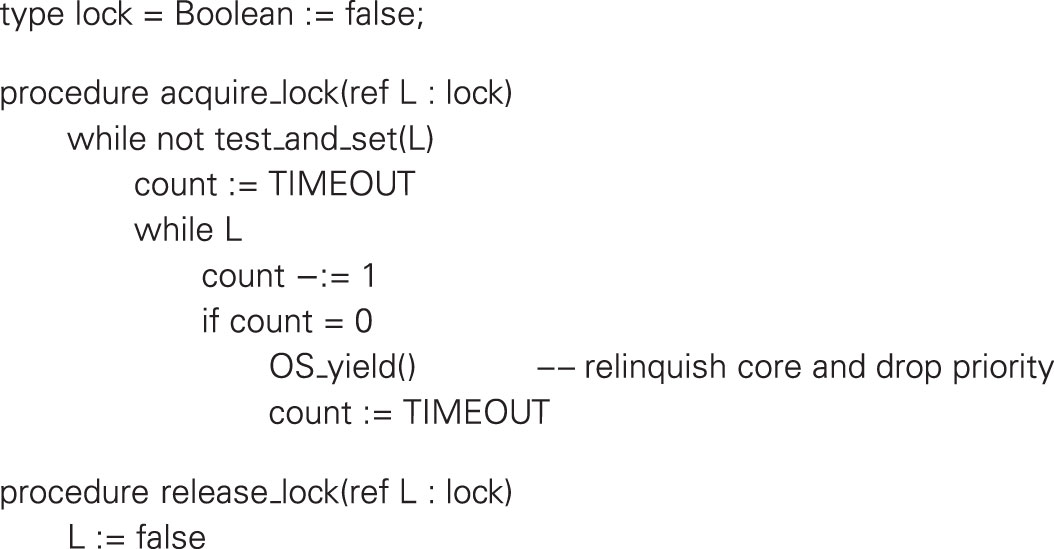 type lock = Boolean := false;
procedure acquire_lock(ref L : lock)
while not test_and_set(L)
count := TIMEOUT
while L
count −:= 1
if count = 0
OS_yield() −− relinquish core and drop priority
count := TIMEOUT
procedure release_lock(ref L : lock)
L := false